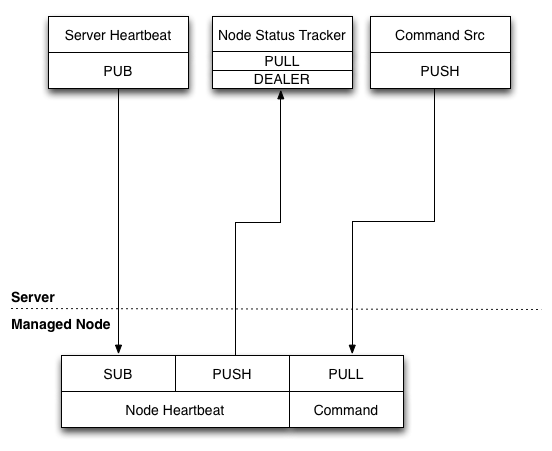 Server Heartbeat
PUB
Node Status Tracker
PULL
DEALER
Command Src
PUSH
Server
Managed Node
SUB
PUSH
PULL
Node Heartbeat
Command